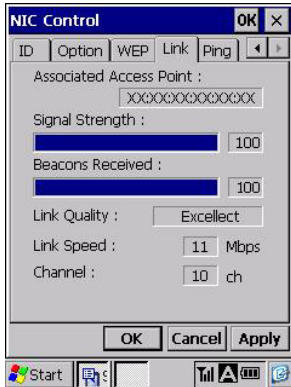 NIC Control OK ×
ID Option WEP Link Ping
Associated Access Point :
XX:XX:XX:XX:XX:XX
Signal Strength :
100
Beacons Received :
100
Link Quality : Excellect
Link Speed : 11 Mbps
Channel : 10 ch
OK Cancel Apply
Start A